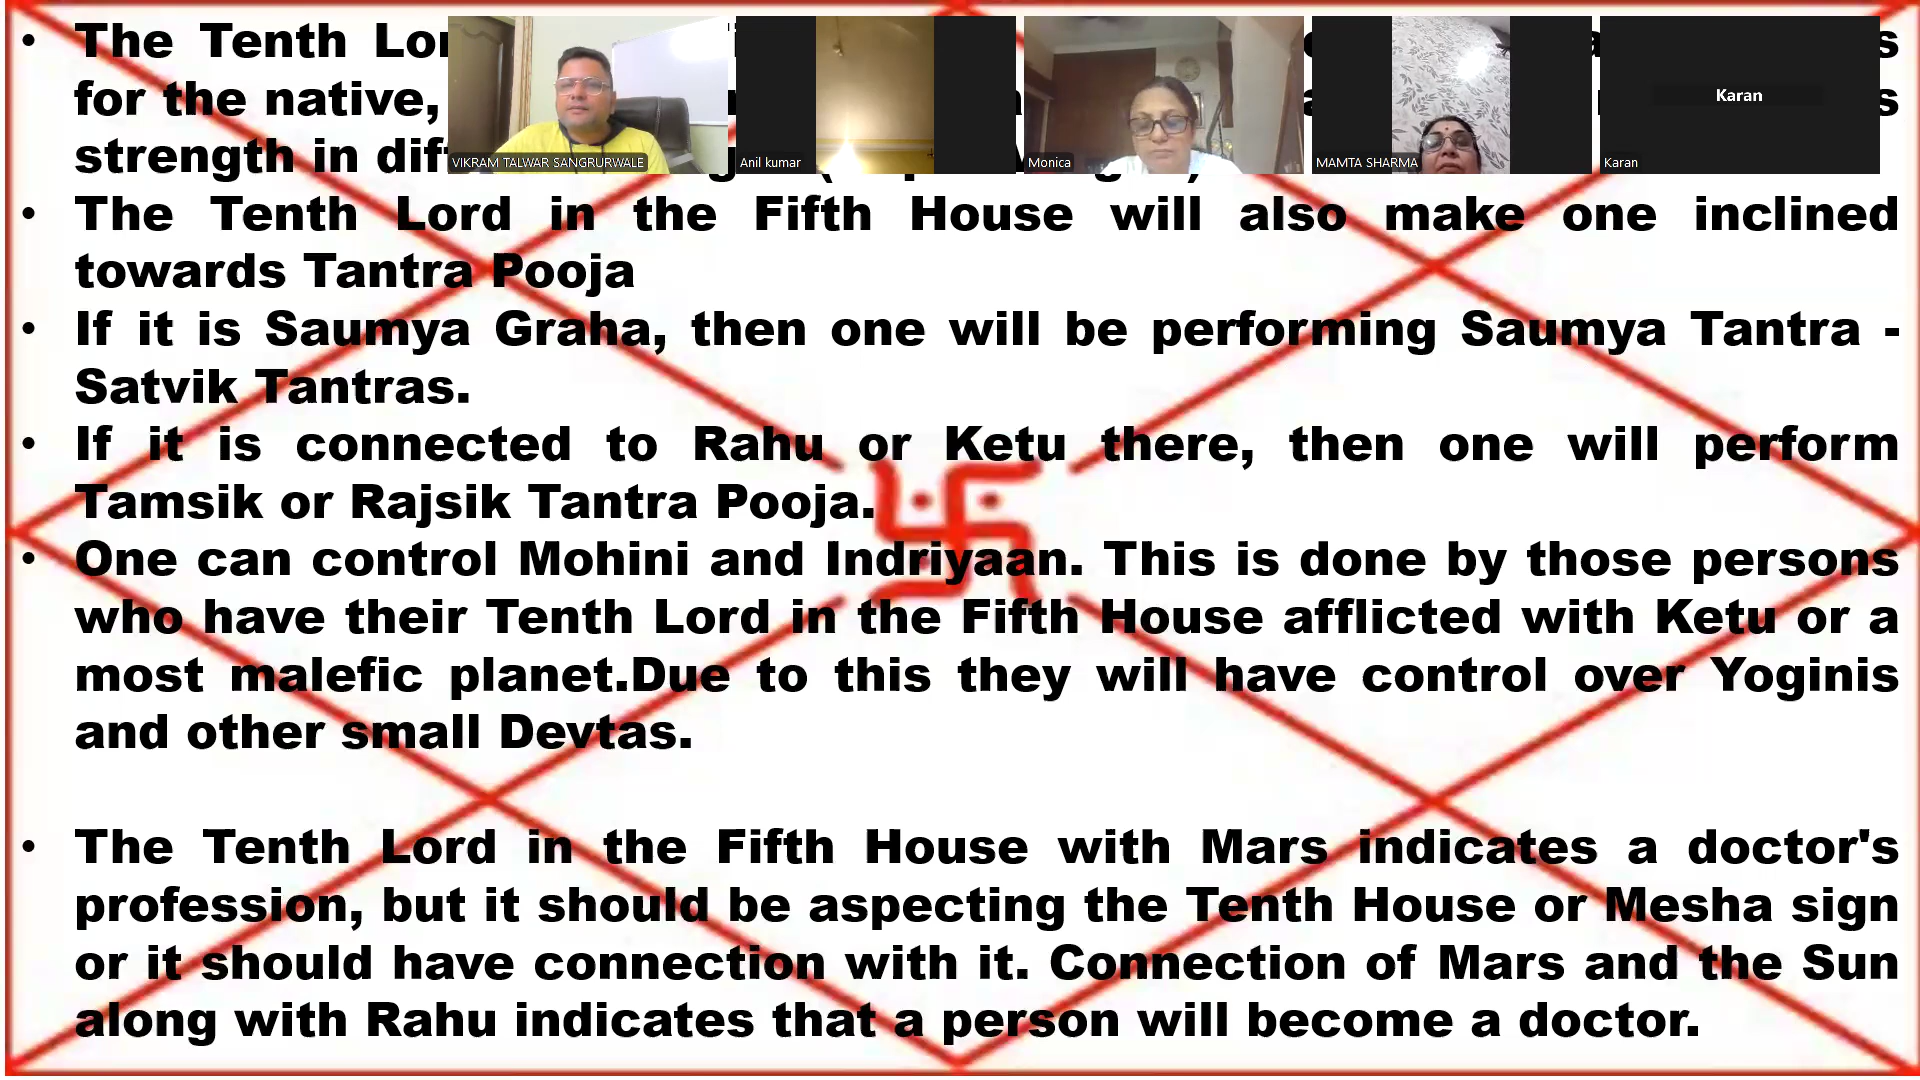 • The Tenth
for the native,
strength in
VIKRAM TALWAR SANGRURWALE
Anil kumar
Monica
MAMTA SHARMA
Karan
Karan
• The Tenth Lord in the Fifth House will also make one inclined
towards Tantra Pooja
• If it is Saumya Graha, then one will be performing Saumya Tantra -
Satvik Tantras.
• If it is connected to Rahu or Ketu there, then one will perform
Tamsik or Rajsik Tantra Pooja.
• One can control Mohini and Indriyaan. This is done by those persons
who have their Tenth Lord in the Fifth House afflicted with Ketu or a
most malefic planet.Due to this they will have control over Yoginis
and other small Devtas.
• The Tenth Lord in the Fifth House with Mars indicates a doctor's
profession, but it should be aspecting the Tenth House or Mesha sign
or it should have connection with it. Connection of Mars and the Sun
along with Rahu indicates that a person will become a doctor.